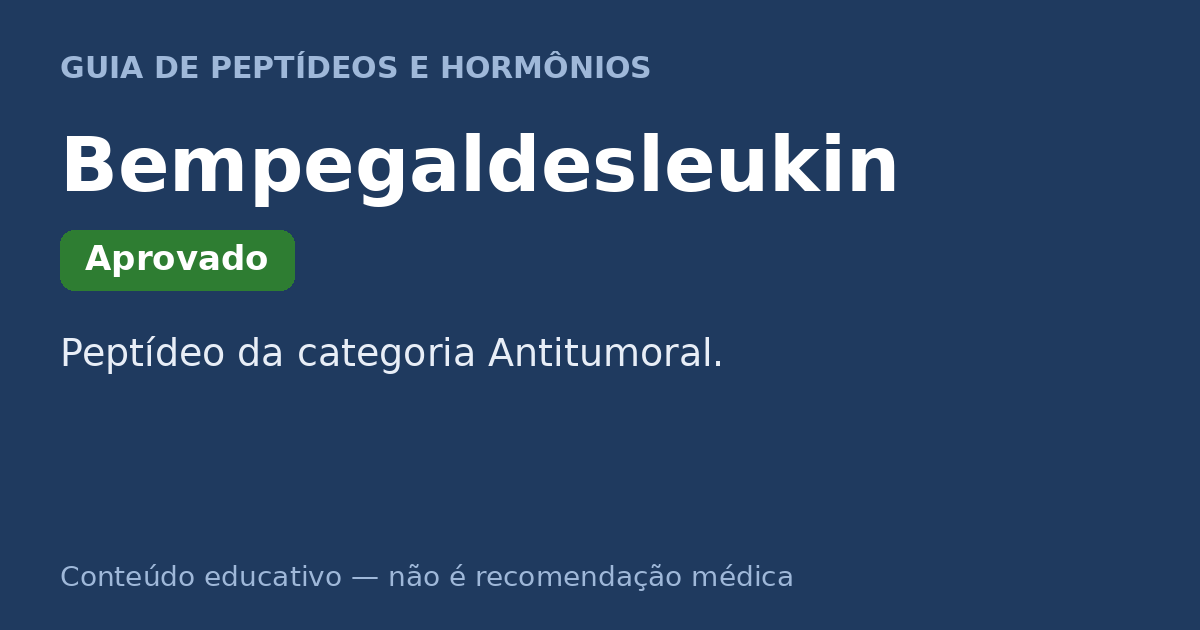 GUIA DE PEPTÍDEOS E HORMÔNIOS
Bempegaldesleukin
Aprovado
Peptídeo da categoria Antitumoral.
Conteúdo educativo — não é recomendação médica